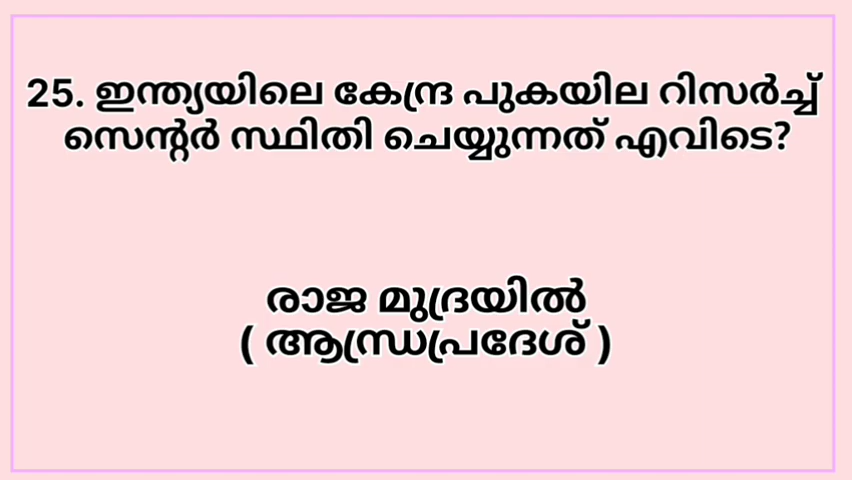 25. ഇന്ത്യയിലെ കേന്ദ്ര പുകയില റിസർച്ച്
സെന്റർ സ്ഥിതി ചെയ്യുന്നത് എവിടെ?
രാജ മുദ്രയിൽ
( ആന്ധ്രപ്രദേശ് )